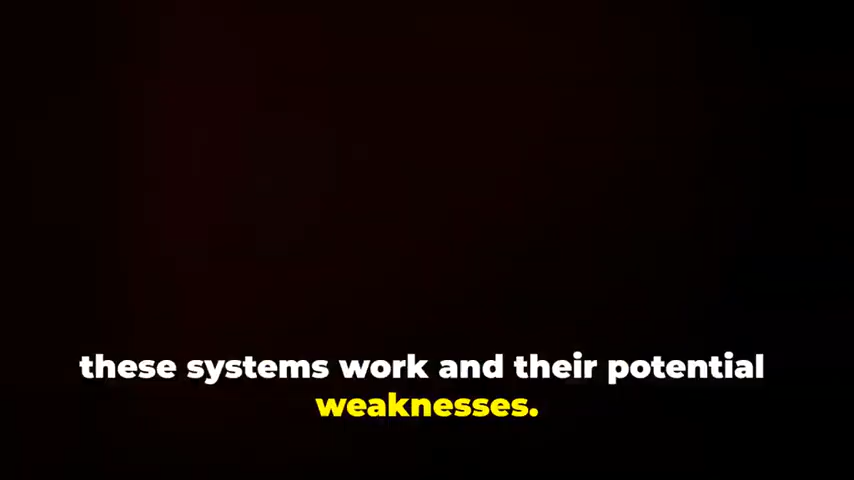 these systems work and their potential
weaknesses.